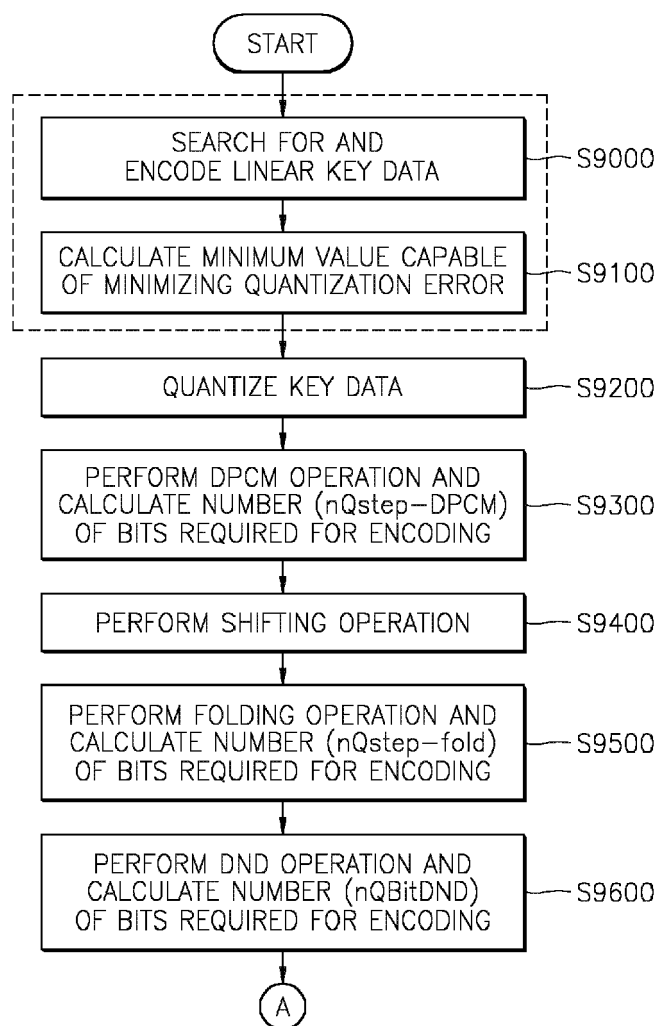 START
SEARCH FOR AND
ENCODE LINEAR KEY DATA
S9000
CALCULATE MINIMUM VALUE CAPABLE
OF MINIMIZING QUANTIZATION ERROR
S9100
QUANTIZE KEY DATA
S9200
PERFORM DPCM OPERATION AND
CALCULATE NUMBER (nQstep-DPCM)
OF BITS REQUIRED FOR ENCODING
S9300
PERFORM SHIFTING OPERATION
S9400
PERFORM FOLDING OPERATION AND
CALCULATE NUMBER (nQstep-fold)
OF BITS REQUIRED FOR ENCODING
S9500
PERFORM DND OPERATION AND
CALCULATE NUMBER (nQBitDND)
OF BITS REQUIRED FOR ENCODING
S9600
A